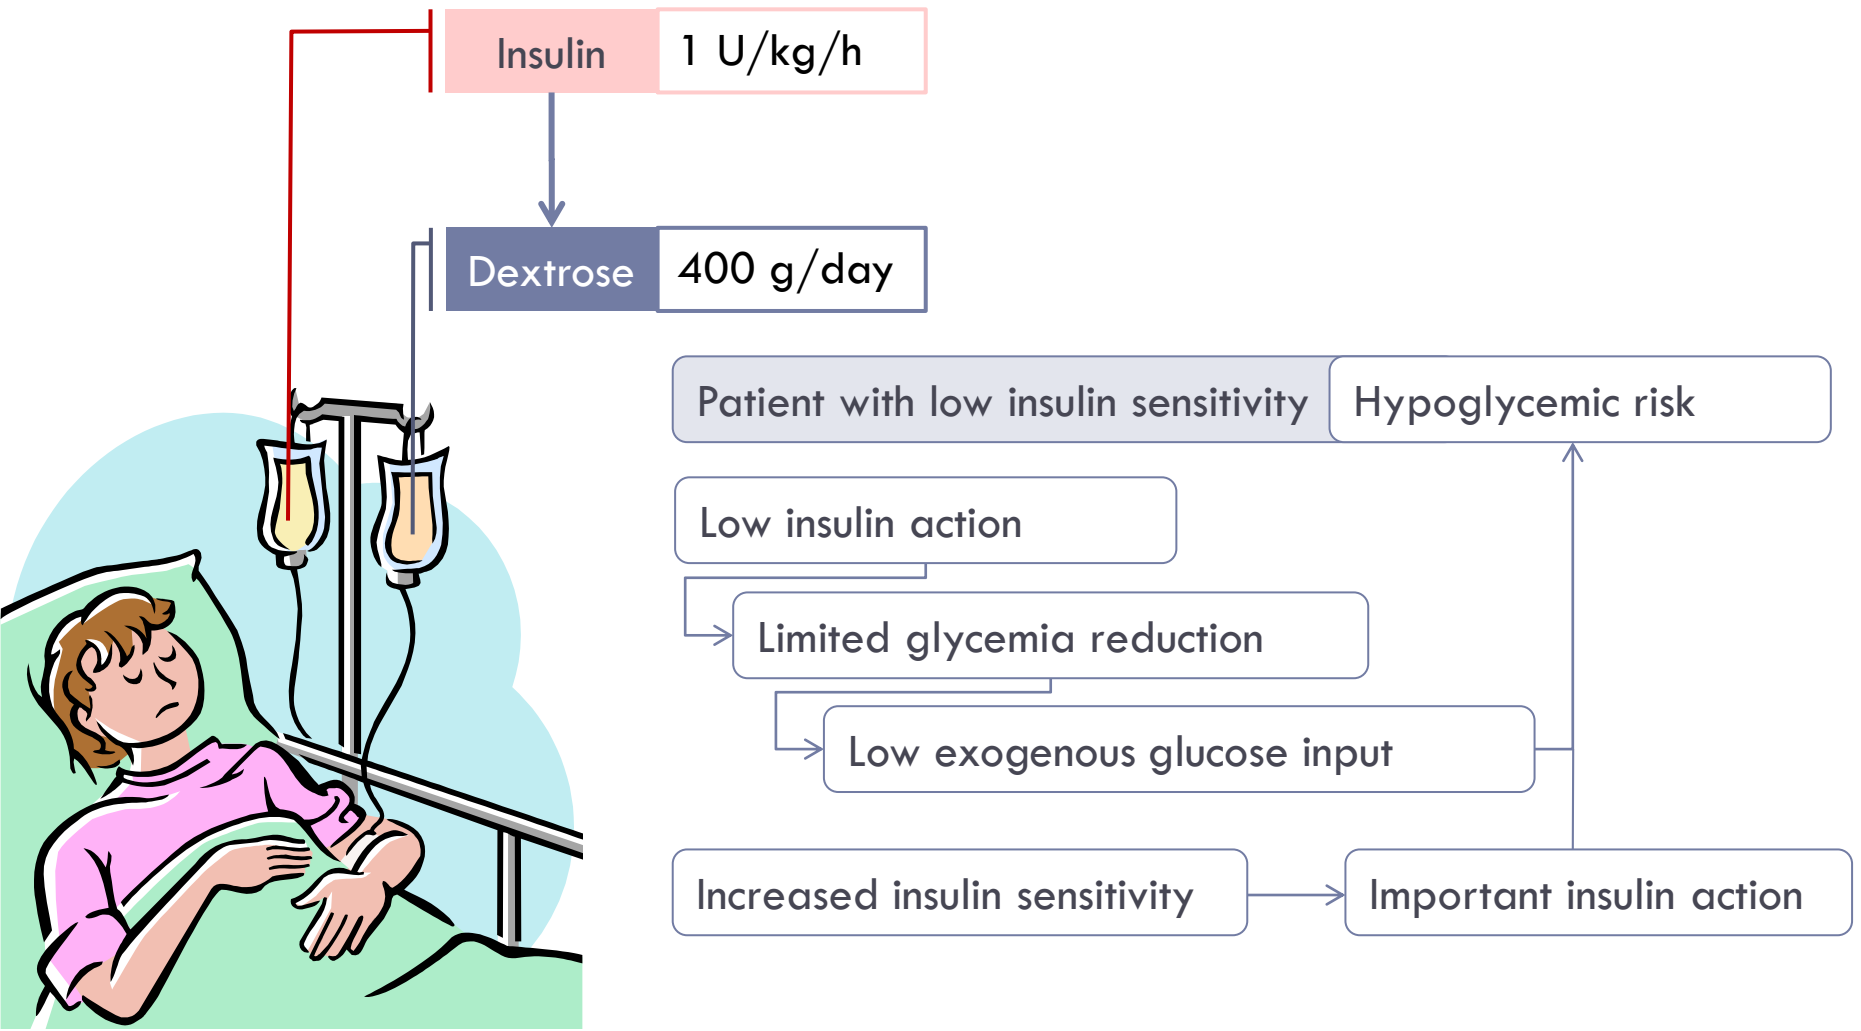 Insulin
1 U/kg/h
Dextrose
400 g/day
Patient with low insulin sensitivity
Hypoglycemic risk
Low insulin action
Limited glycemia reduction
Low exogenous glucose input
Increased insulin sensitivity
Important insulin action